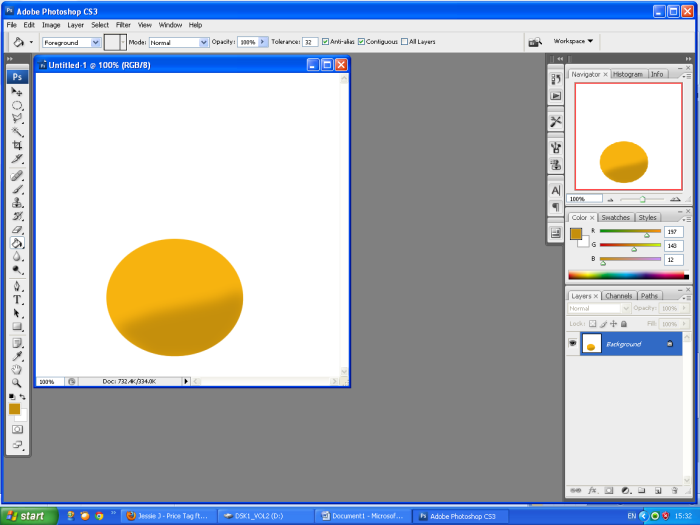 Adobe Photoshop CS3
File Edit Image Layer Select Filter View Window Help
Foreground Mode: Normal Opacity: 100% Tolerance: 32 Anti-alias Contiguous All Layers Workspace
Ps
Untitled-1 @ 100% (RGB/8)
Navigator Histogram Info
100%
Color Swatches Styles
R 197
G 143
B 12
Layers Channels Paths
Normal Opacity: 100%
Lock: Fill: 100%
Background
100% Doc: 732.4K/334.0K
start Jessie J - Price Tag ft... DSK1_VOL2 (D:) Document1 - Microsof... Adobe Photoshop CS3 EN 15:32